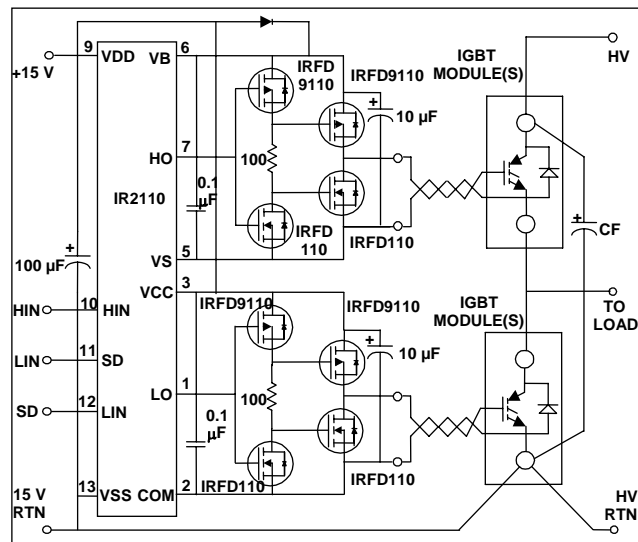 9
VDD
VB
6
+15 V
IRFD
9110
IRFD9110
10 µF
IGBT
MODULE(S)
HV
HO
7
100
0.1
µF
IR2110
IRFD
110
IRFD110
CF
100 µF
VS
5
VCC
3
IRFD9110
IRFD9110
IGBT
MODULE(S)
TO
LOAD
HIN
10
HIN
LIN
11
SD
10 µF
LO
1
100
SD
12
LIN
0.1
µF
15 V
RTN
13
VSS
COM
2
IRFD110
IRFD110
HV
RTN
+
+
+
+